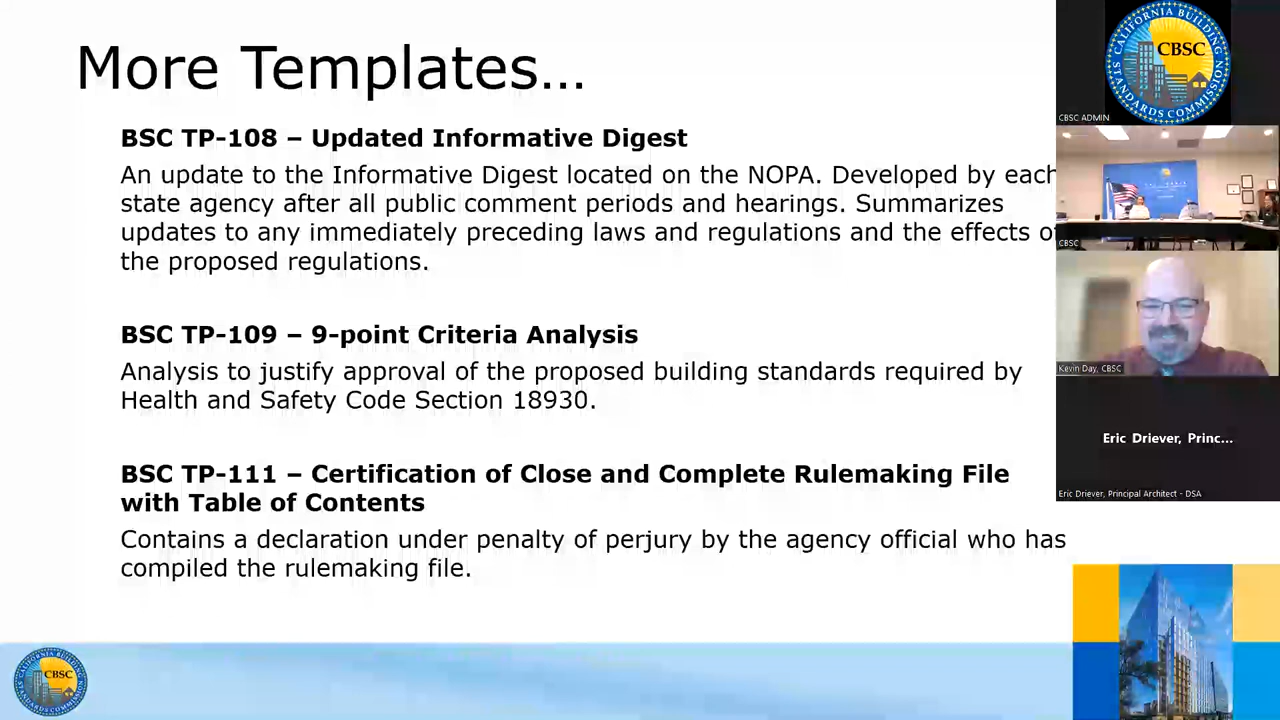 More Templates...
BSC TP-108 – Updated Informative Digest
An update to the Informative Digest located on the NOPA. Developed by each
state agency after all public comment periods and hearings. Summarizes
updates to any immediately preceding laws and regulations and the effects of
the proposed regulations.
BSC TP-109 – 9-point Criteria Analysis
Analysis to justify approval of the proposed building standards required by
Health and Safety Code Section 18930.
BSC TP-111 – Certification of Close and Complete Rulemaking File
with Table of Contents
Contains a declaration under penalty of perjury by the agency official who has
compiled the rulemaking file.
CALIFORNIA BUILDING
STANDARDS COMMISSION
CBSC
CBSC ADMIN
CBSC
Kevin Day, CBSC
Eric Driever, Princ...
Eric Driever, Principal Architect - DSA
CALIFORNIA BUILDING
STANDARDS COMMISSION
CBSC